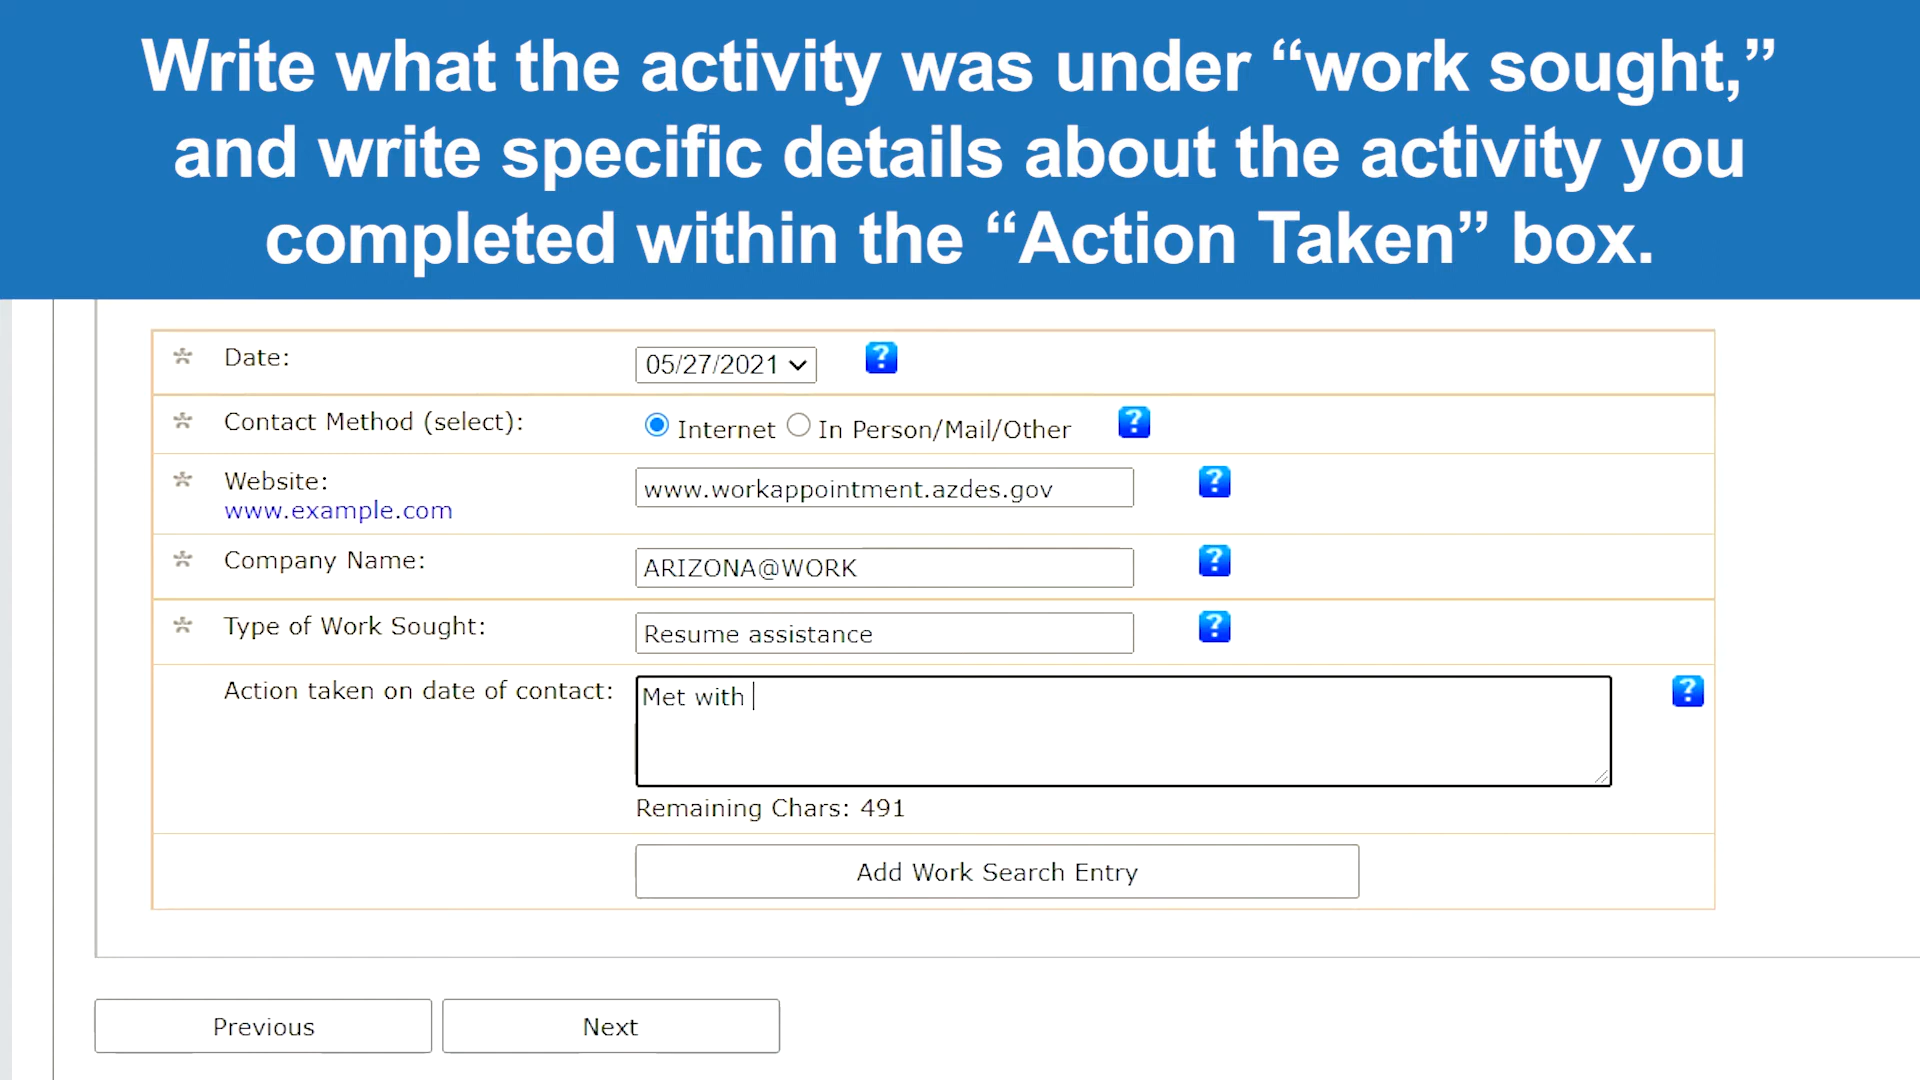 Write what the activity was under “work sought,”
and write specific details about the activity you
completed within the “Action Taken” box.
* Date: 05/27/2021 ?
* Contact Method (select): Internet In Person/Mail/Other ?
* Website: www.workappointment.azdes.gov ?
www.example.com
* Company Name: ARIZONA@WORK ?
* Type of Work Sought: Resume assistance ?
Action taken on date of contact: Met with ?
Remaining Chars: 491
Add Work Search Entry
Previous Next